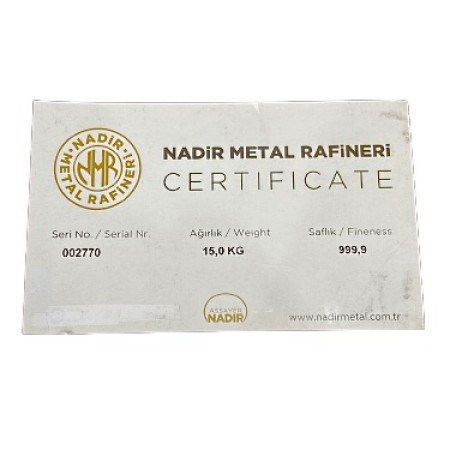 NADİR METAL RAFİNERİ
NMR
NADiR METAL RAFiNERi
CERTIFICATE
Seri No. / Serial Nr.
Ağırlık / Weight
Saflık / Fineness
002770
15,0 KG
999,9
ASSAYER
NADIR
www.nadirmetal.com.tr